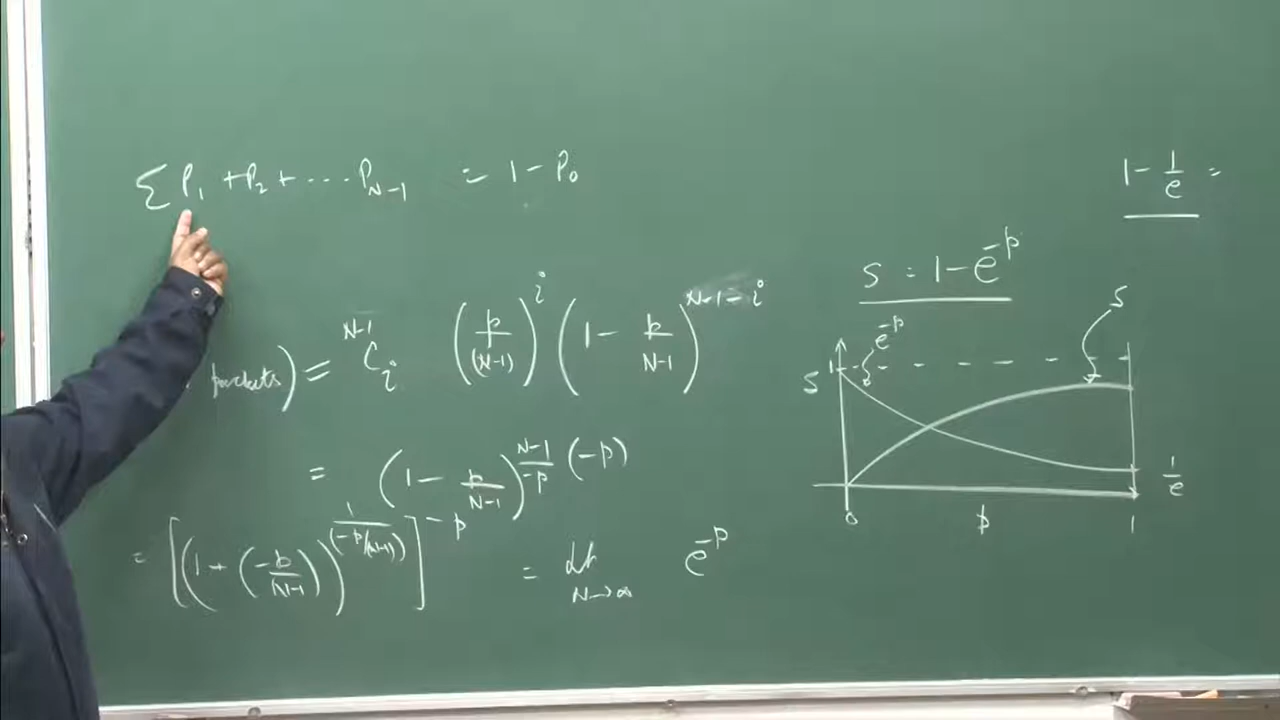 Σ P₁ + P₂ + ... P_{N-1} = 1 - P₀
1 - 1/e =
S = 1 - e^{-p}
packets) = ^{N-1}C_i (p/(N-1))^i (1 - p/(N-1))^{N-1-i}
= (1 - p/(N-1))^{(N-1)/(-p) (-p)}
= [(1 + (-p/(N-1)))^{1/(-p/(N-1))}]^{-p} = Lt_{N→∞} e^{-p}
S
e^{-p}
S 1
1/e
0 p 1